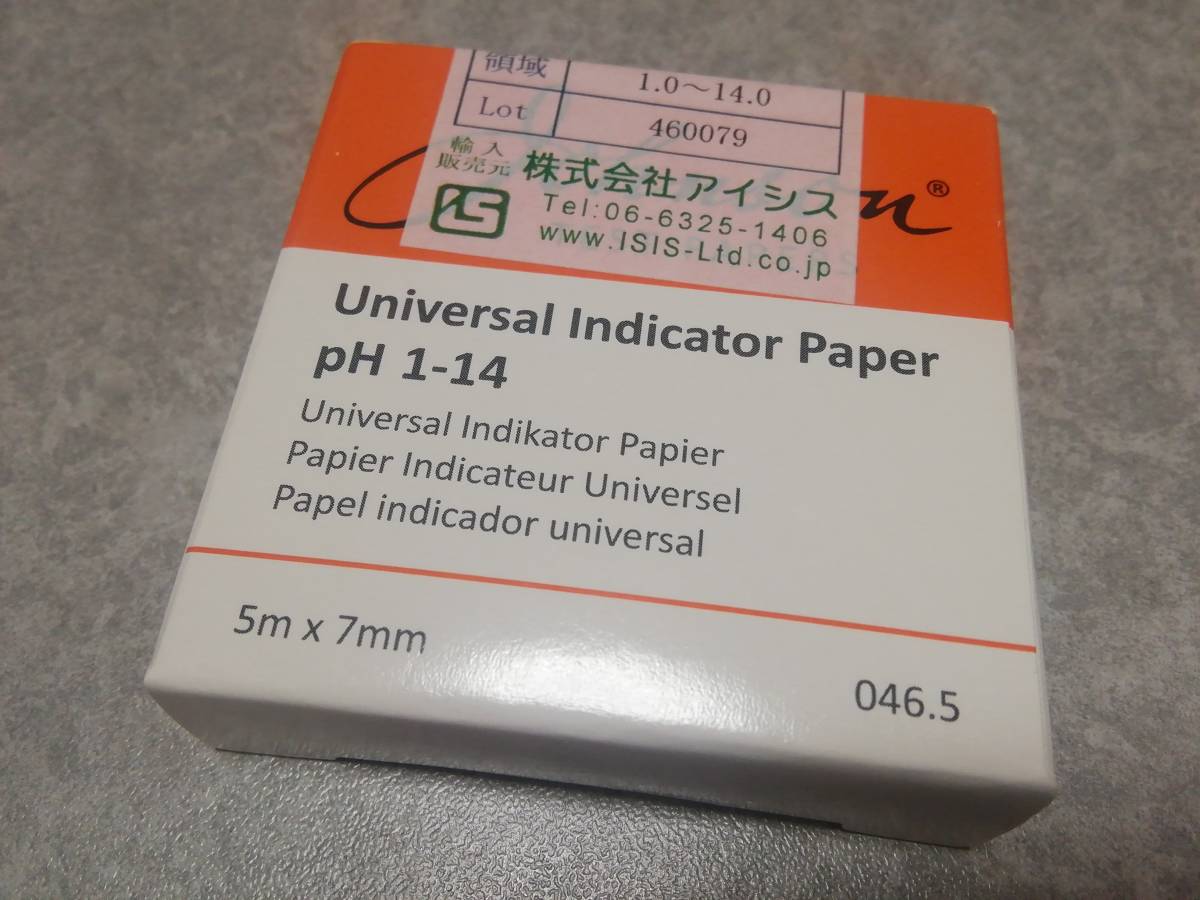 領域 1.0～14.0
Lot 460079
輸入
販売元 株式会社アイシス
Tel:06-6325-1406
www.ISIS-Ltd.co.jp
Universal Indicator Paper
pH 1-14
Universal Indikator Papier
Papier Indicateur Universel
Papel indicador universal
5m x 7mm
046.5